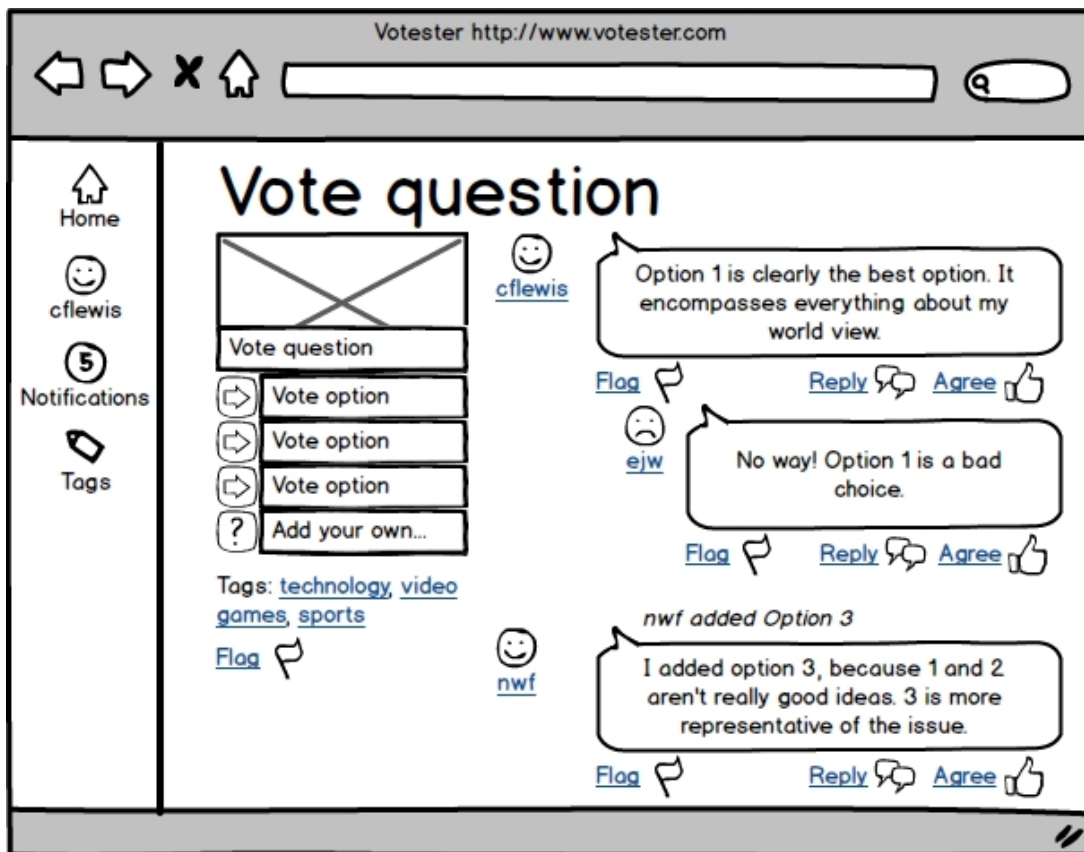 Votester http://www.votester.com
Home
cflewis
5
Notifications
Tags
Vote question
Vote question
Vote option
Vote option
Vote option
?
Add your own...
Tags: technology, video
games, sports
Flag
cflewis
Option 1 is clearly the best option. It
encompasses everything about my
world view.
Flag Reply Agree
ejw
No way! Option 1 is a bad
choice.
Flag Reply Agree
nwf added Option 3
nwf
I added option 3, because 1 and 2
aren't really good ideas. 3 is more
representative of the issue.
Flag Reply Agree